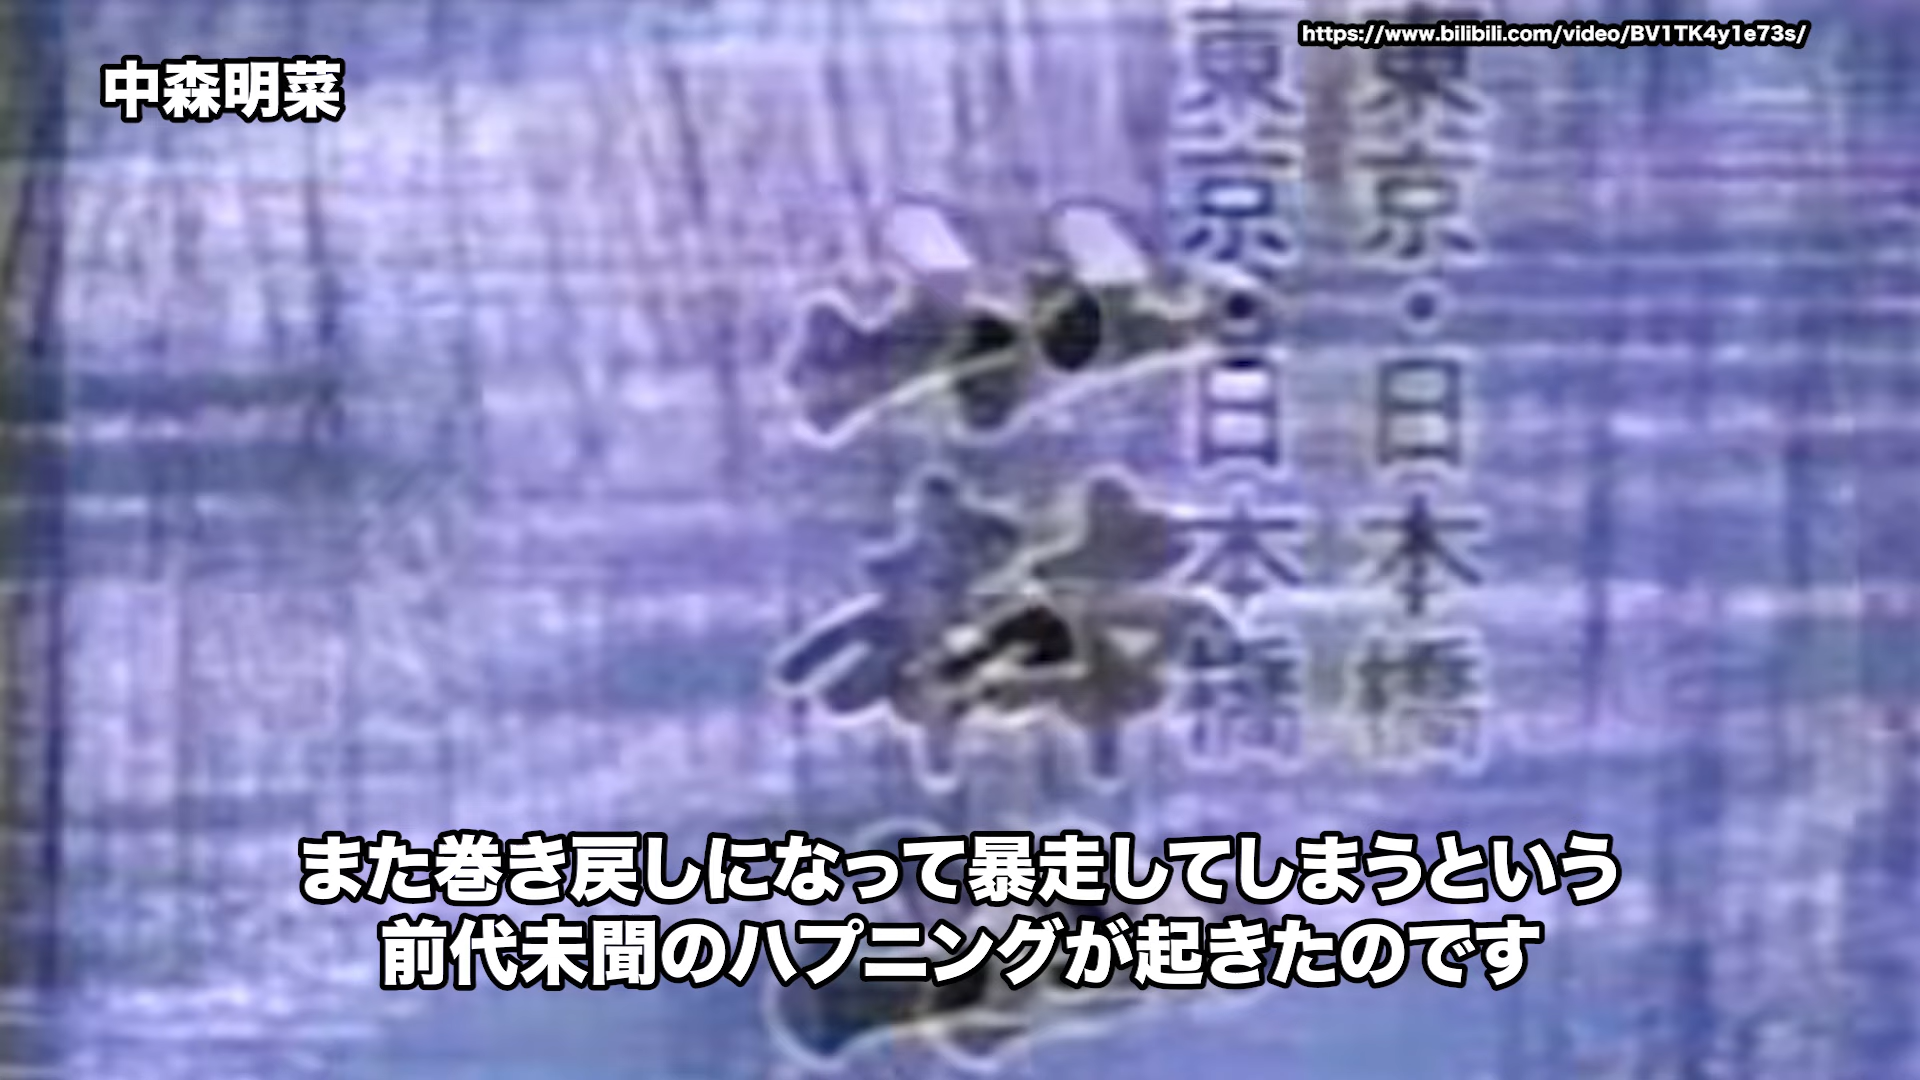 https://www.bilibili.com/video/BV1TK4y1e73s/
中森明菜
東京・日本橋
東京・日本橋
また巻き戻しになって暴走してしまうという
前代未聞のハプニングが起きたのです